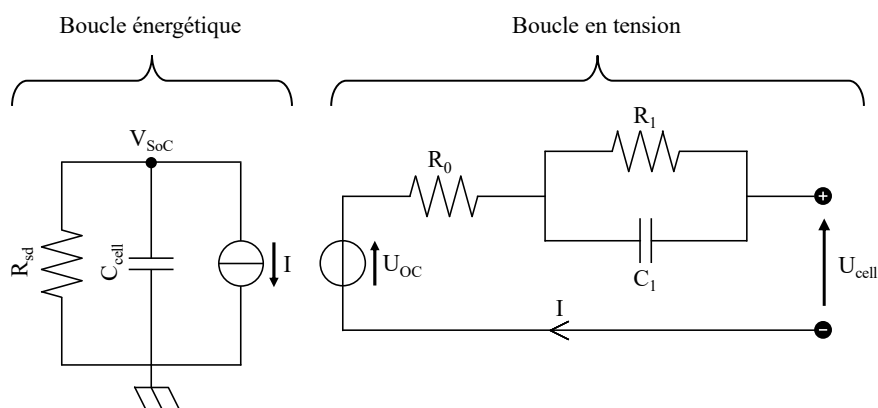 Boucle énergétique
Boucle en tension
V_SoC
R_sd
C_cell
I
R_0
R_1
C_1
U_OC
U_cell
I
+
−